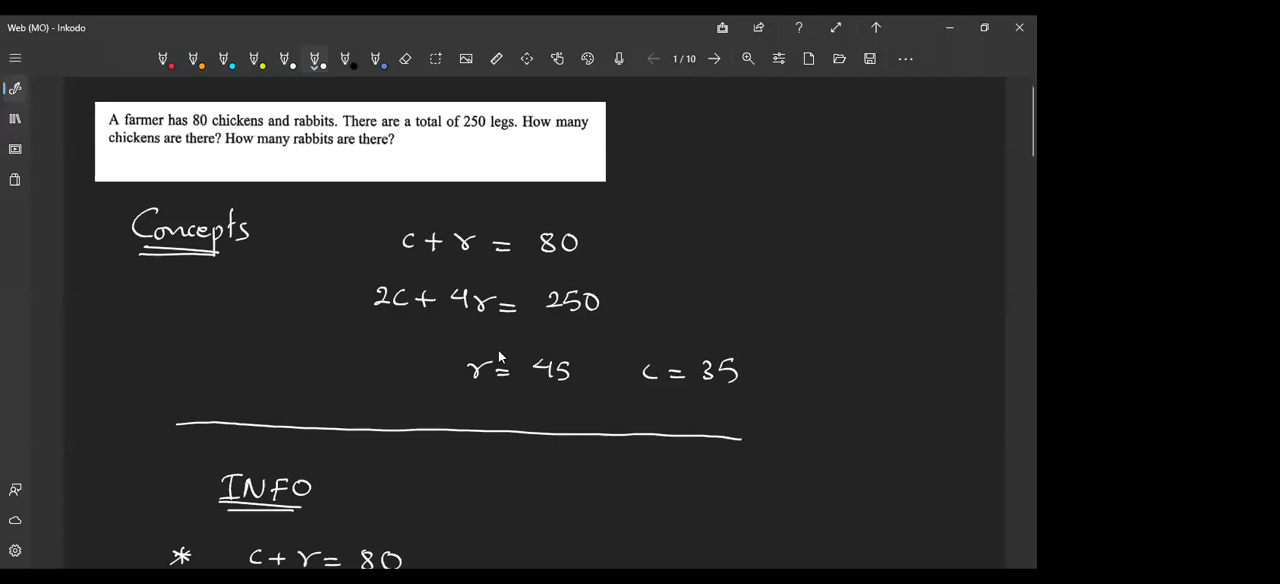 Web (MO) - Inkodo
1 / 10
A farmer has 80 chickens and rabbits. There are a total of 250 legs. How many
chickens are there? How many rabbits are there?
Concepts
c + r = 80
2c + 4r = 250
r = 45 c = 35
INFO
* c + r = 80